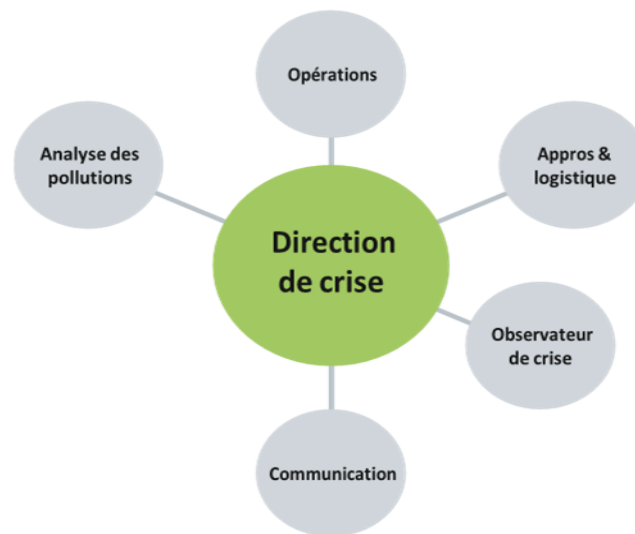 Opérations
Analyse des
pollutions
Appros &
logistique
Direction
de crise
Observateur
de crise
Communication